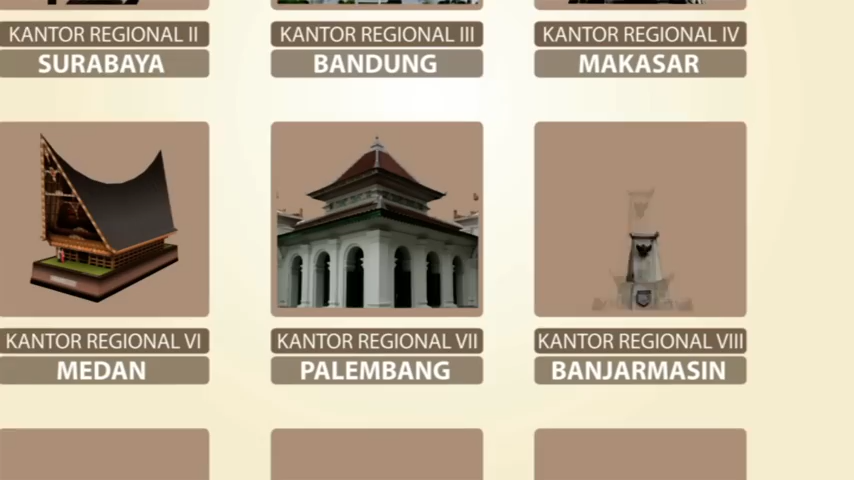 KANTOR REGIONAL II
SURABAYA
KANTOR REGIONAL III
BANDUNG
KANTOR REGIONAL IV
MAKASAR
KANTOR REGIONAL VI
MEDAN
KANTOR REGIONAL VII
PALEMBANG
KANTOR REGIONAL VIII
BANJARMASIN